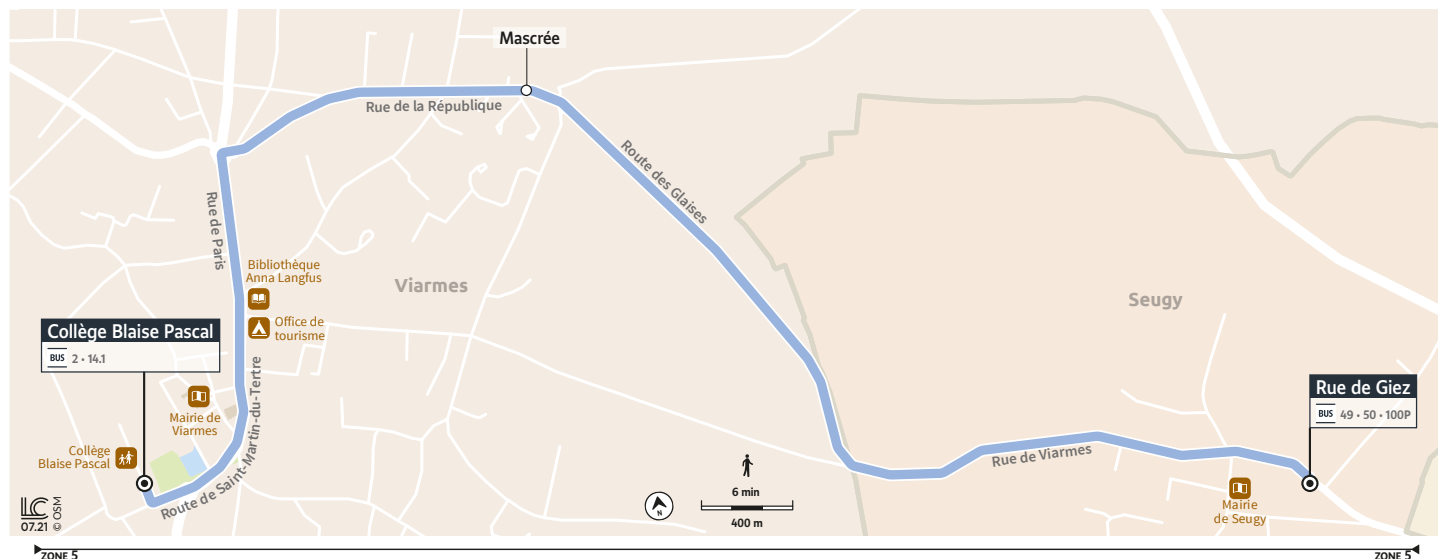 Mascrée
Rue de la République
Route des Glaises
Rue de Paris
Bibliothèque
Anna Langfus
Viarmes
Seugy
Office de
tourisme
Collège Blaise Pascal
BUS 2 • 14.1
Route de Saint-Martin-du-Tertre
Mairie de
Viarmes
Rue de Giez
BUS 49 • 50 • 100P
Collège
Blaise Pascal
Rue de Viarmes
6 min
400 m
N
Mairie
de Seugy
LC
07.21 © OSM
ZONE 5
ZONE 5